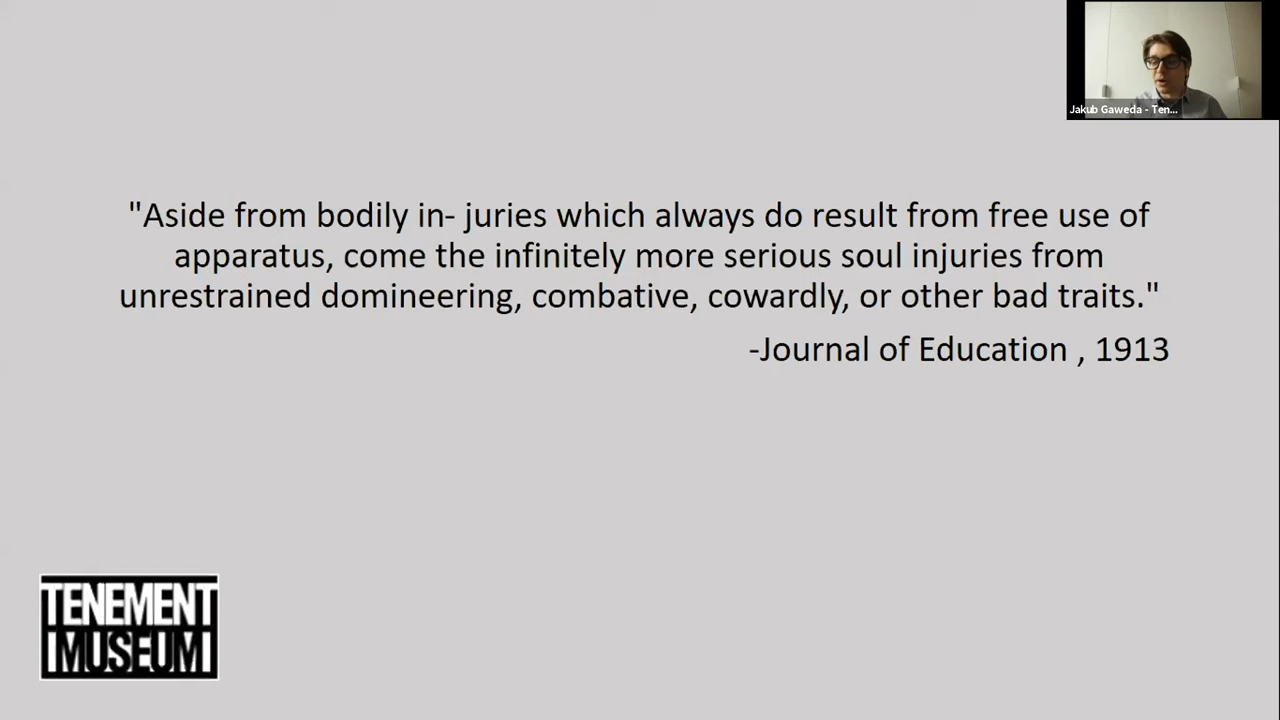 Jakub Gaweda - Ten...
"Aside from bodily in- juries which always do result from free use of
apparatus, come the infinitely more serious soul injuries from
unrestrained domineering, combative, cowardly, or other bad traits."
-Journal of Education , 1913
TENEMENT
MUSEUM